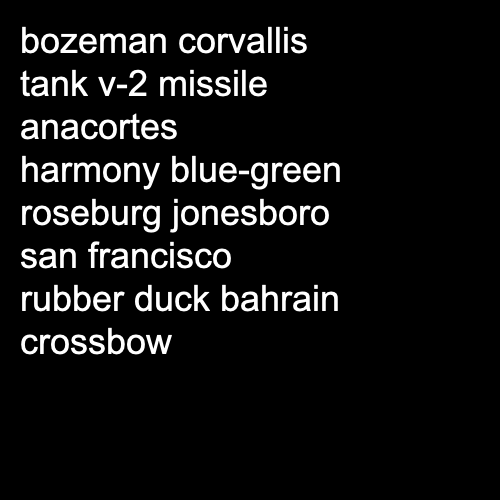 bozeman corvallis
tank v-2 missile
anacortes
harmony blue-green
roseburg jonesboro
san francisco
rubber duck bahrain
crossbow